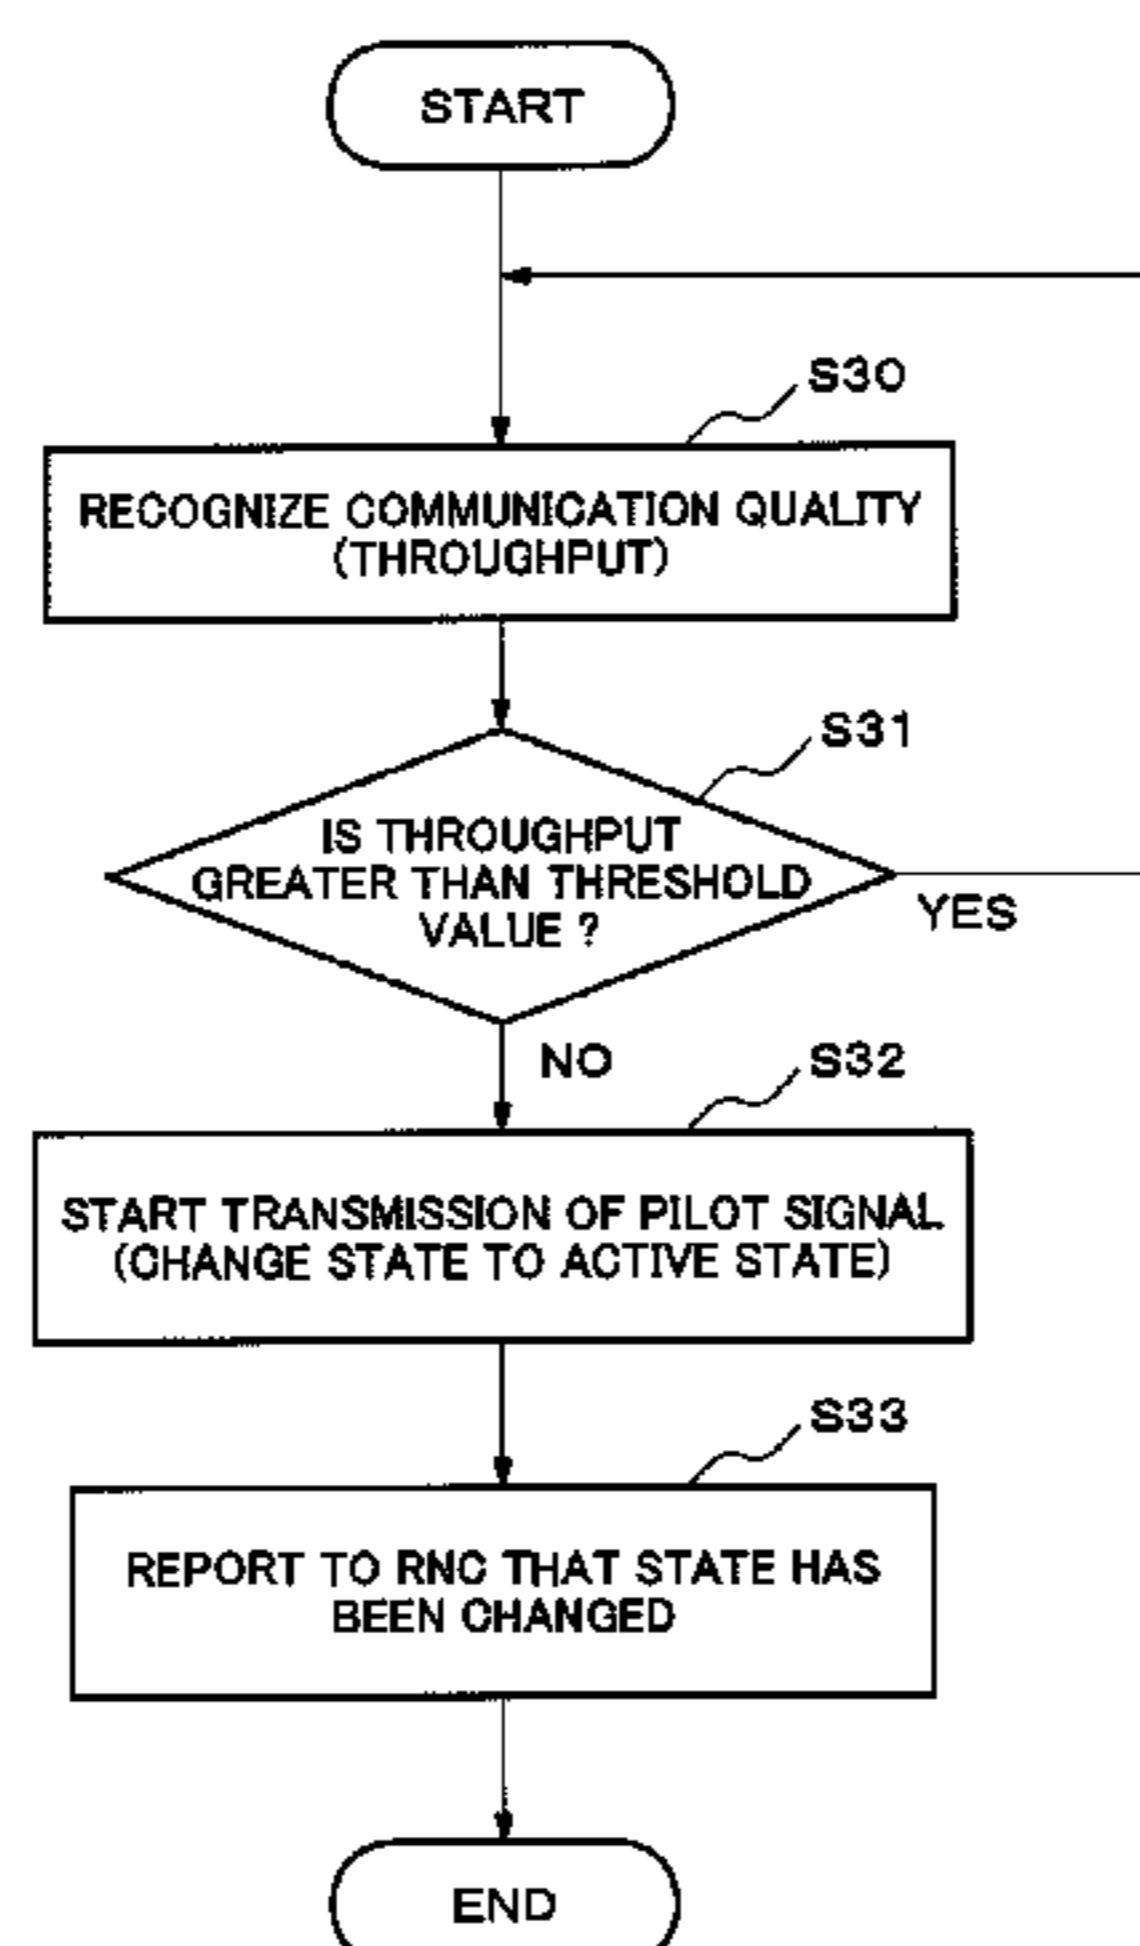 START
S30
RECOGNIZE COMMUNICATION QUALITY
(THROUGHPUT)
S31
IS THROUGHPUT
GREATER THAN THRESHOLD
VALUE ?
YES
NO
S32
START TRANSMISSION OF PILOT SIGNAL
(CHANGE STATE TO ACTIVE STATE)
S33
REPORT TO RNC THAT STATE HAS
BEEN CHANGED
END